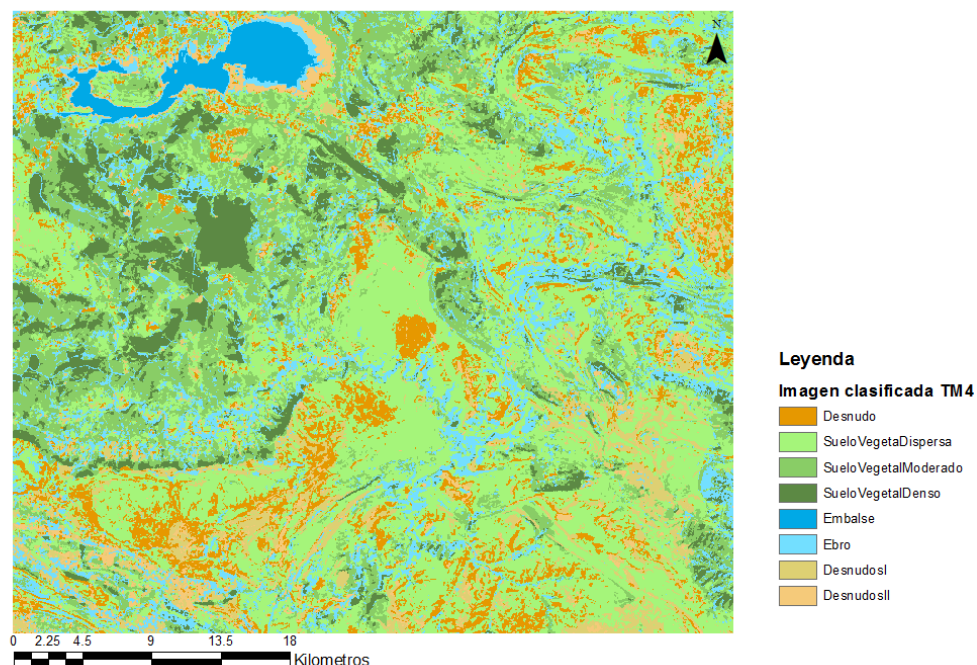 N
Leyenda
Imagen clasificada TM4
Desnudo
SueloVegetaDispersa
SueloVegetalModerado
SueloVegetalDenso
Embalse
Ebro
DesnudosI
DesnudosII
0 2.25 4.5 9 13.5 18
Kilometros